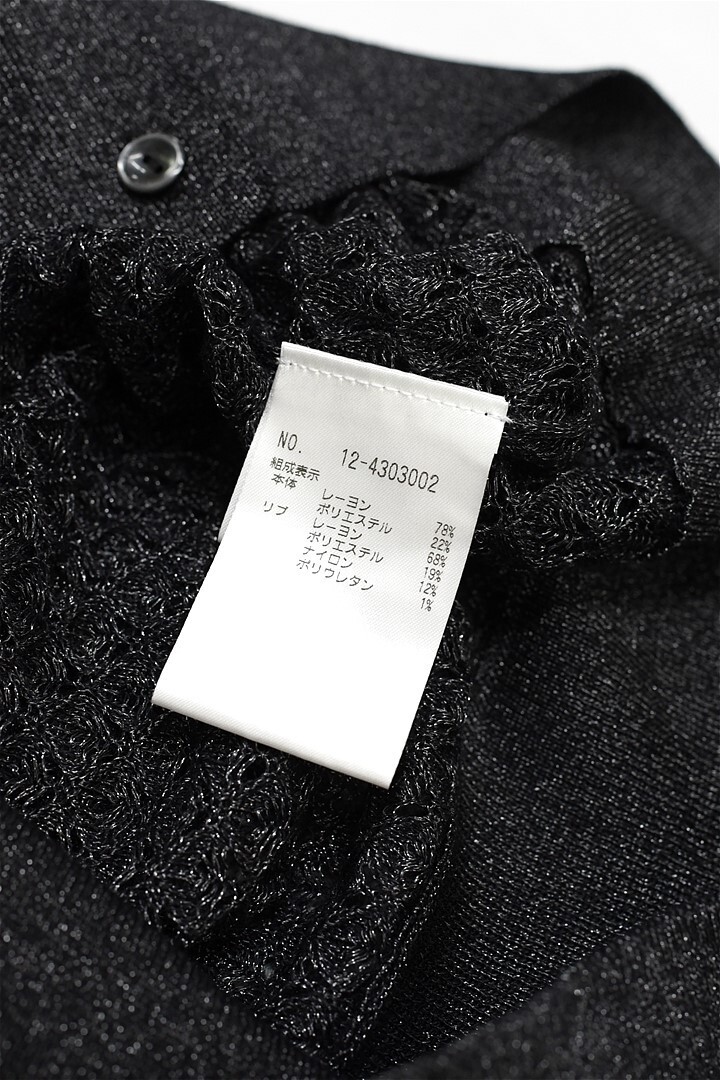 NO. 12-4303002
組成表示
本体 レーヨン 78%
ポリエステル 22%
リブ レーヨン 68%
ポリエステル 19%
ナイロン 12%
ポリウレタン 1%